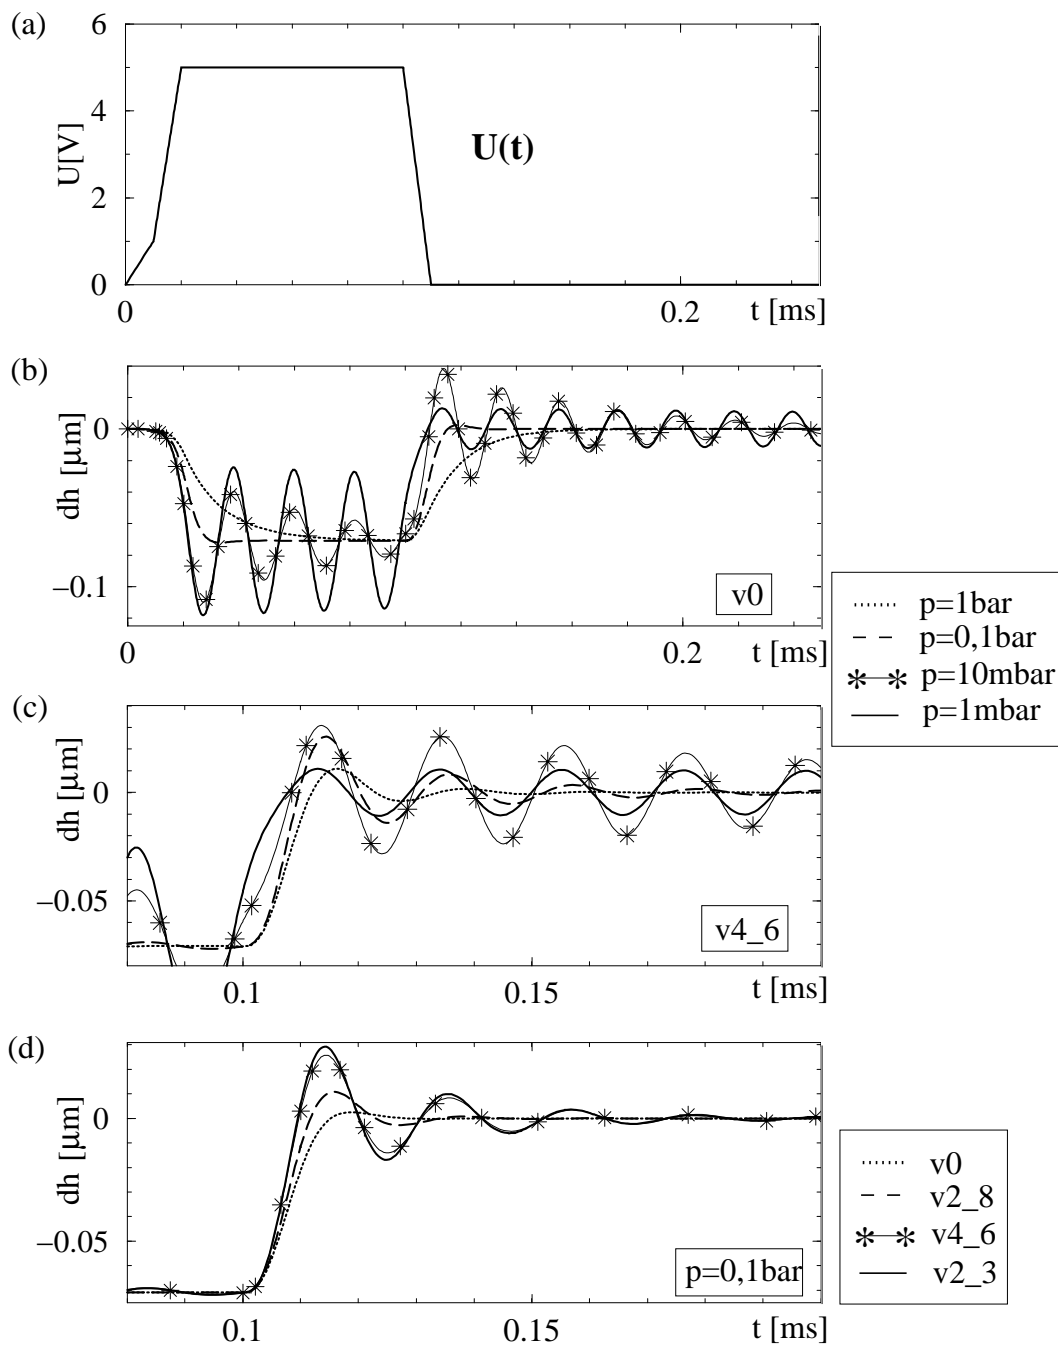 (a)
6
4
2
0
U[V]
U(t)
0
0.2
t [ms]
(b)
0
−0.1
dh [µm]
v0
0
0.2
t [ms]
p=1bar
p=0,1bar
p=10mbar
p=1mbar
(c)
0
−0.05
dh [µm]
v4_6
0.1
0.15
t [ms]
(d)
0
−0.05
dh [µm]
p=0,1bar
0.1
0.15
t [ms]
v0
v2_8
v4_6
v2_3